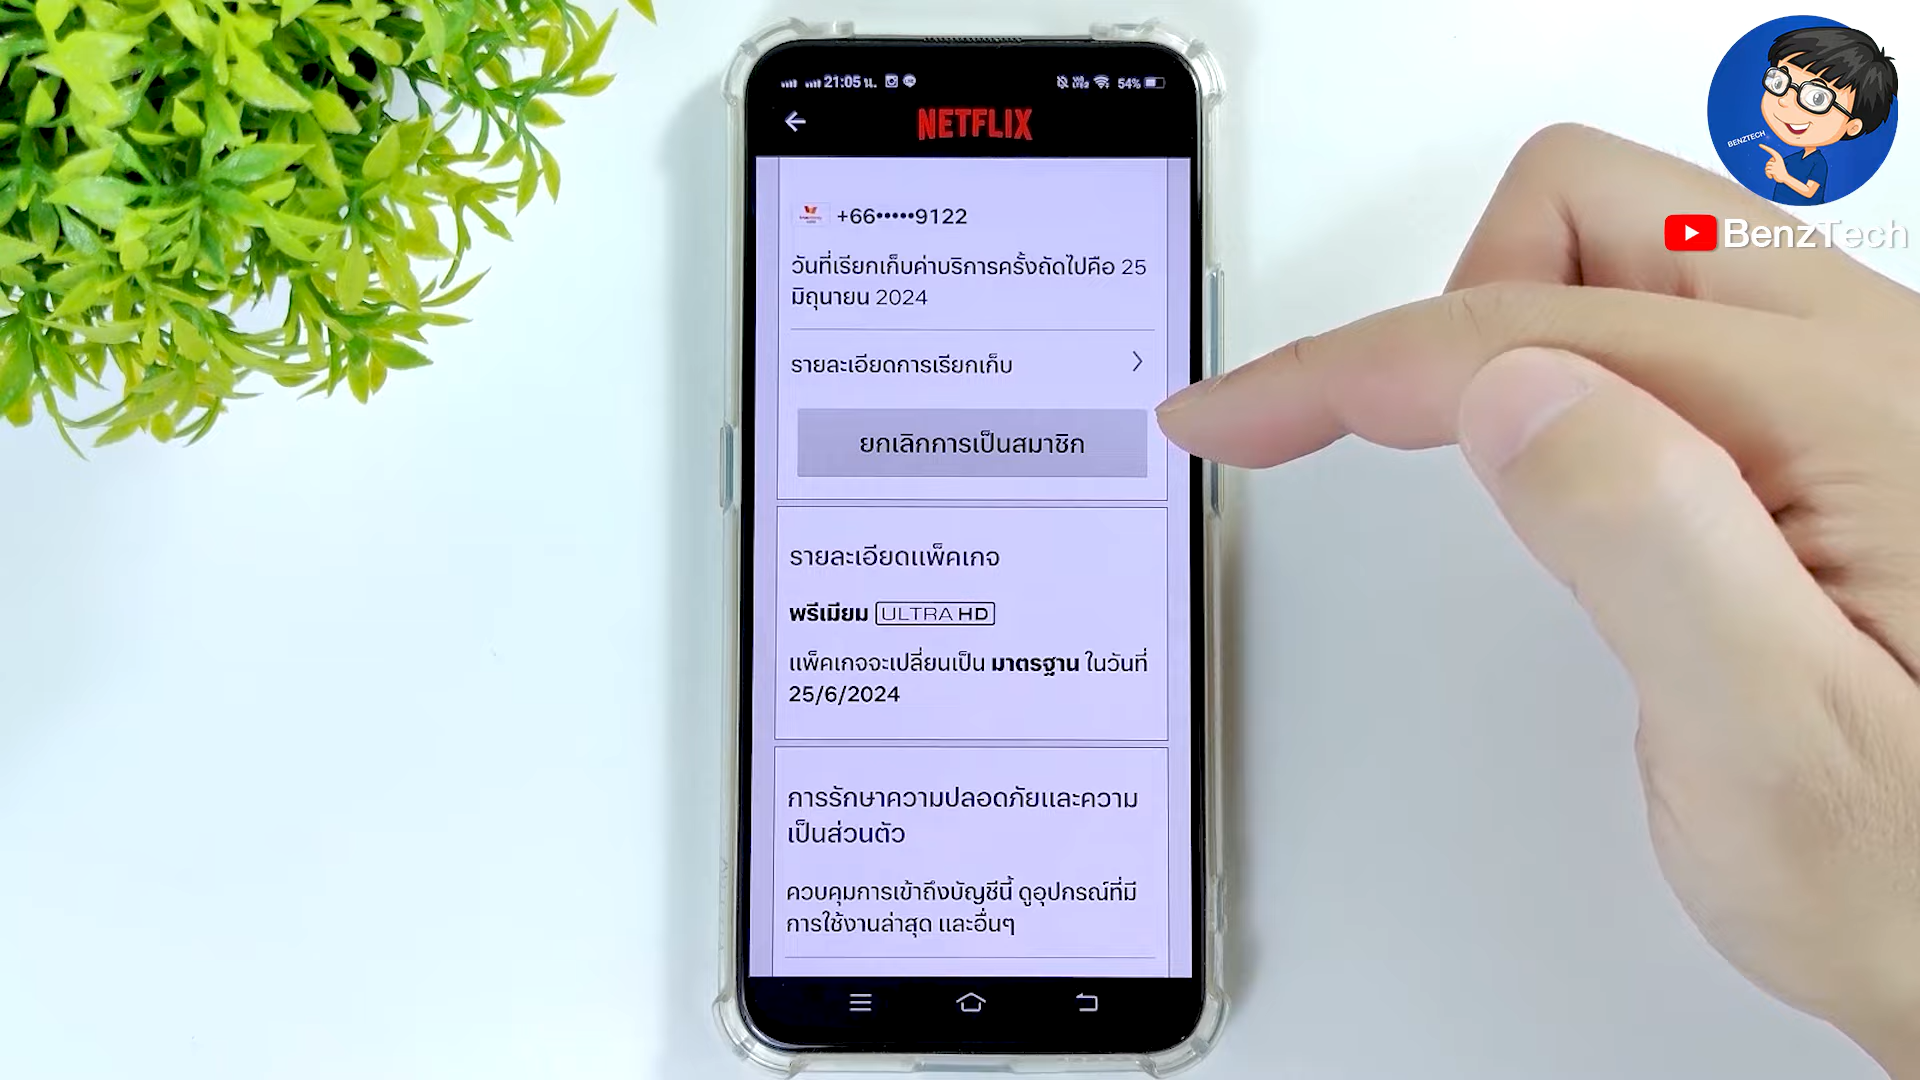 21:05 น.
54%
NETFLIX
+66•••••9122
วันที่เรียกเก็บค่าบริการครั้งถัดไปคือ 25
มิถุนายน 2024
รายละเอียดการเรียกเก็บ
ยกเลิกการเป็นสมาชิก
รายละเอียดแพ็คเกจ
พรีเมียม ULTRA HD
แพ็คเกจจะเปลี่ยนเป็น มาตรฐาน ในวันที่
25/6/2024
การรักษาความปลอดภัยและความ
เป็นส่วนตัว
ควบคุมการเข้าถึงบัญชีนี้ ดูอุปกรณ์ที่มี
การใช้งานล่าสุด และอื่นๆ
BENZTECH
BenzTech